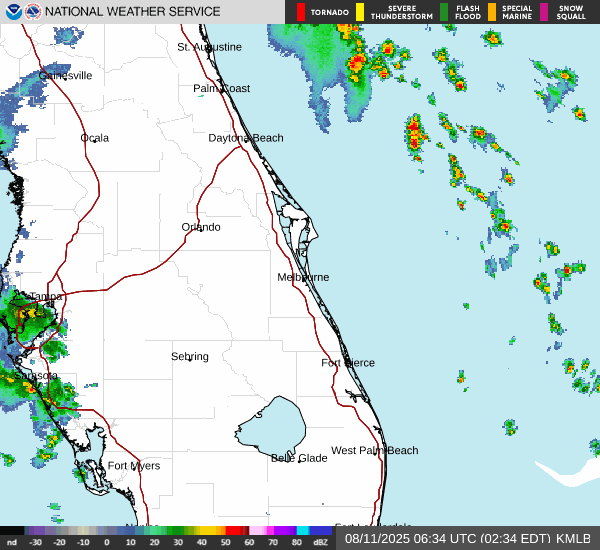 NATIONAL WEATHER SERVICE
TORNADO
SEVERE THUNDERSTORM
FLASH FLOOD
SPECIAL MARINE
SNOW SQUALL
St. Augustine
Gainesville
Palm Coast
Ocala
Daytona Beach
Orlando
Melbourne
Tampa
Sebring
Fort Pierce
Sarasota
West Palm Beach
Belle Glade
Fort Myers
nd -30 -20 -10 0 10 20 30 40 50 60 70 80 dBZ
08/11/2025 06:34 UTC (02:34 EDT) KMLB